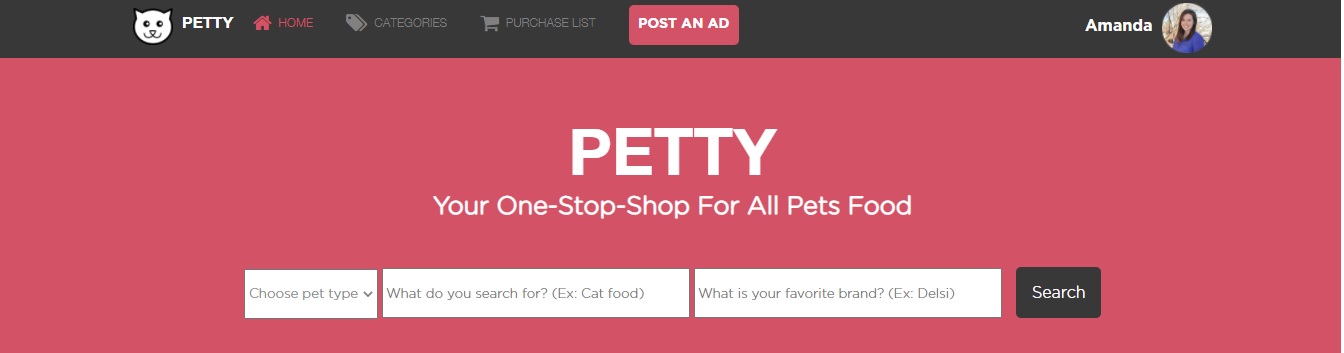 PETTY HOME CATEGORIES PURCHASE LIST POST AN AD Amanda
PETTY
Your One-Stop-Shop For All Pets Food
Choose pet type What do you search for? (Ex: Cat food) What is your favorite brand? (Ex: Delsi) Search